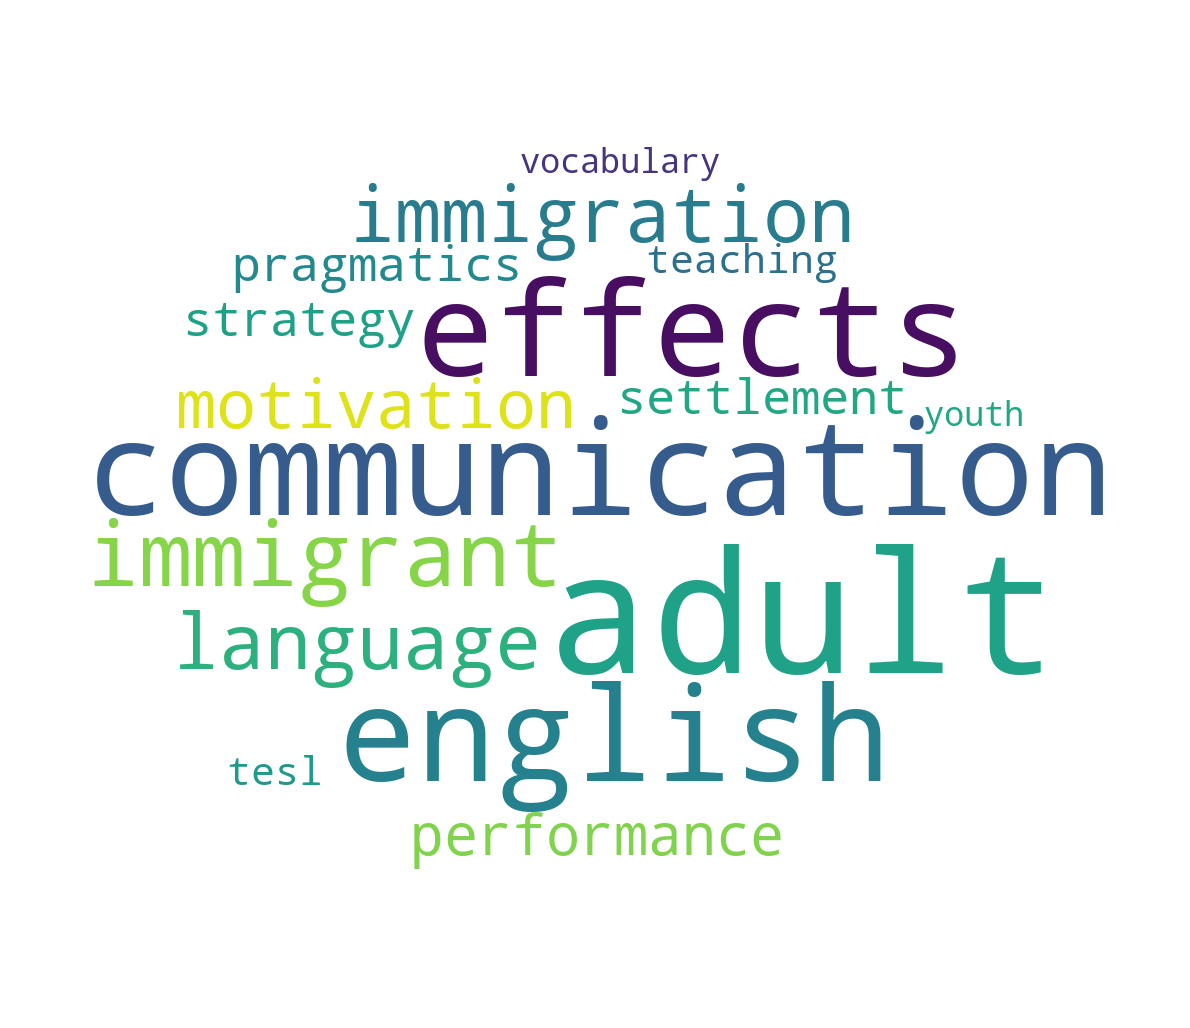 vocabulary
immigration
pragmatics
teaching
strategy
effects
motivation
settlement
youth
communication
immigrant
adult
language
english
tesl
performance